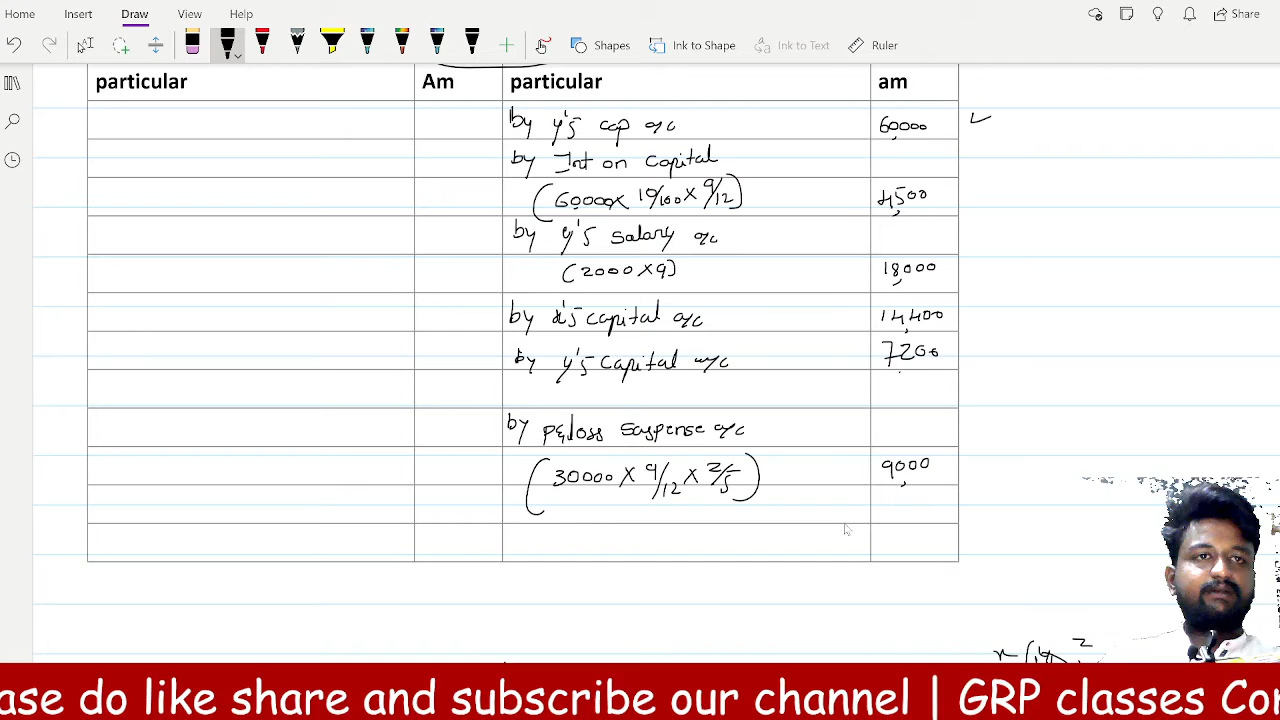 Home Insert Draw View Help Share
Shapes Ink to Shape Ink to Text Ruler
particular Am particular am
by y's cap a/c 60000
by Int on capital
(60000 X 10/100 X 9/12) 4500
by y's salary a/c
(2000 X 9) 18000
by x's capital a/c 14,400
by y's capital a/c 7200
by P&loss suspense a/c
(30000 X 9/12 X 2/5) 9000
ase do like share and subscribe our channel | GRP classes Co